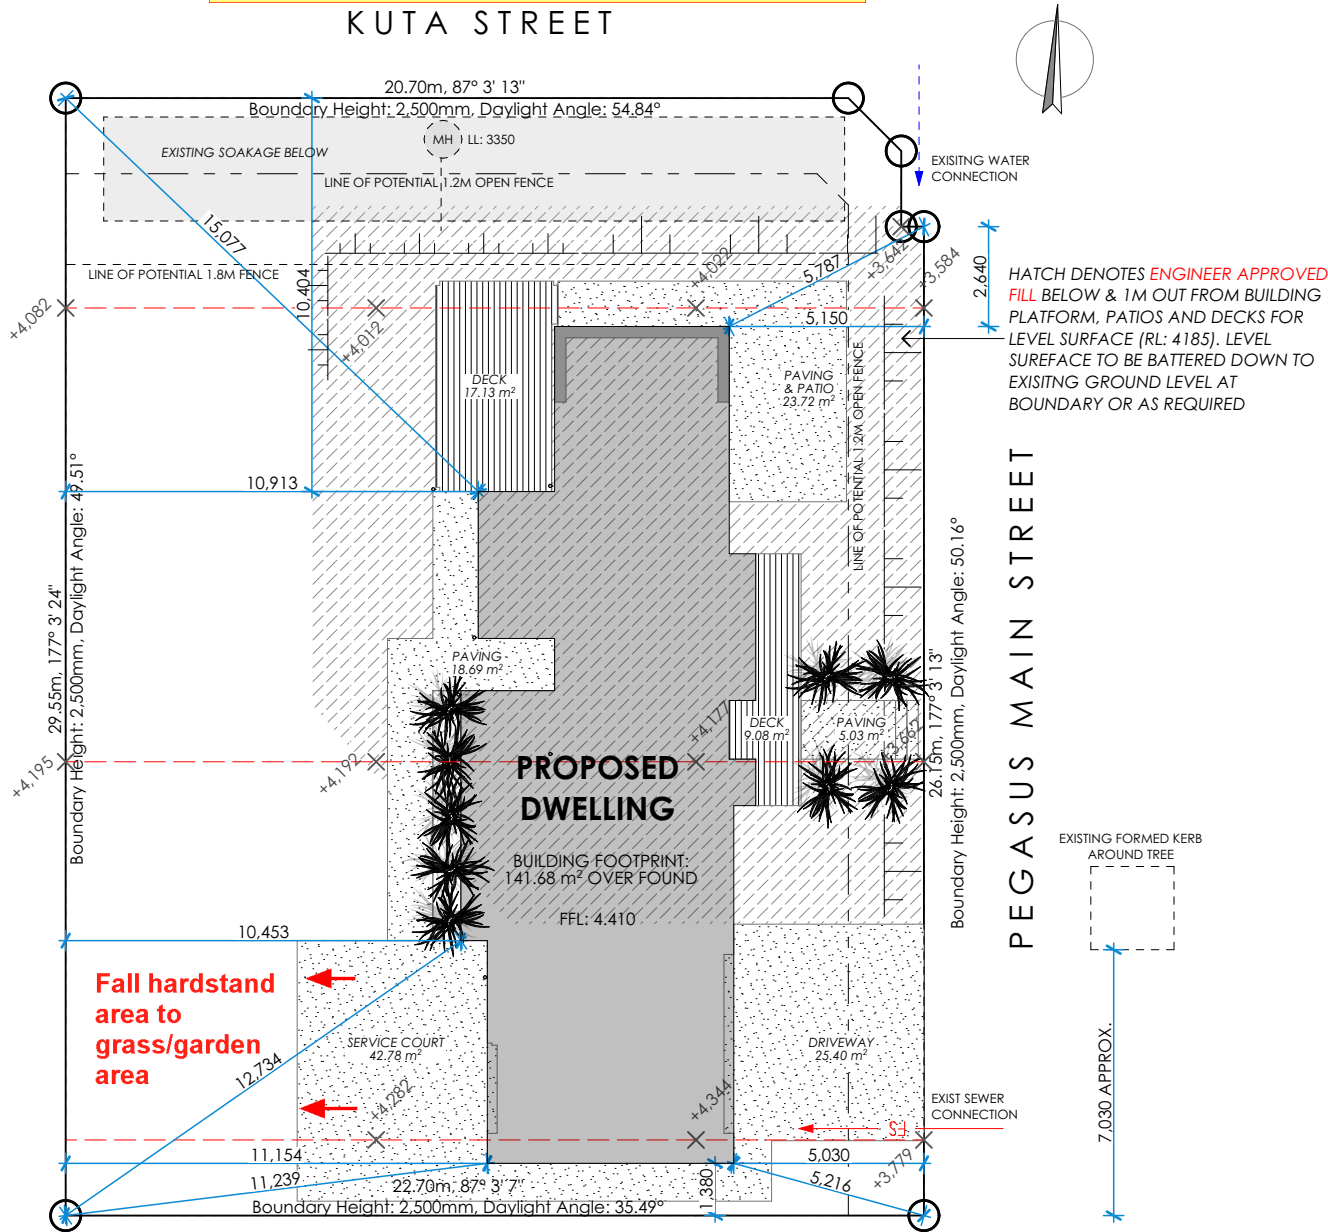 KUTA STREET
20.70m, 87° 3' 13"
Boundary Height: 2,500mm, Daylight Angle: 54.84°
MH
LL: 3350
EXISTING SOAKAGE BELOW
LINE OF POTENTIAL 1.2M OPEN FENCE
EXISITNG WATER
CONNECTION
15,077
LINE OF POTENTIAL 1.8M FENCE
10,404
+4,082
+4,012
+4,022
5,787
+3,642
+3,584
2,640
5,150
HATCH DENOTES ENGINEER APPROVED
FILL BELOW & 1M OUT FROM BUILDING
PLATFORM, PATIOS AND DECKS FOR
LEVEL SURFACE (RL: 4185). LEVEL
SUREFACE TO BE BATTERED DOWN TO
EXISITNG GROUND LEVEL AT
BOUNDARY OR AS REQUIRED
DECK
17.13 m²
PAVING
& PATIO
23.72 m²
LINE OF POTENTIAL 1.2M OPEN FENCE
10,913
29.55m, 177° 3' 24"
Boundary Height: 2,500mm, Daylight Angle: 49.51°
PAVING
18.69 m²
26.15m, 177° 3' 13"
Boundary Height: 2,500mm, Daylight Angle: 50.16°
PEGASUS MAIN STREET
+4,195
+4,192
+4,177
DECK
9.08 m²
PAVING
5.03 m²
+3,662
PROPOSED
DWELLING
BUILDING FOOTPRINT:
141.68 m² OVER FOUND
FFL: 4.410
EXISTING FORMED KERB
AROUND TREE
10,453
Fall hardstand
area to
grass/garden
area
12,734
SERVICE COURT
42.78 m²
+4,282
DRIVEWAY
25.40 m²
+4,344
EXIST SEWER
CONNECTION
FS
7,030 APPROX.
11,154
11,239
5,030
5,216
+3,779
1,380
22.70m, 87° 3' 7"
Boundary Height: 2,500mm, Daylight Angle: 35.49°